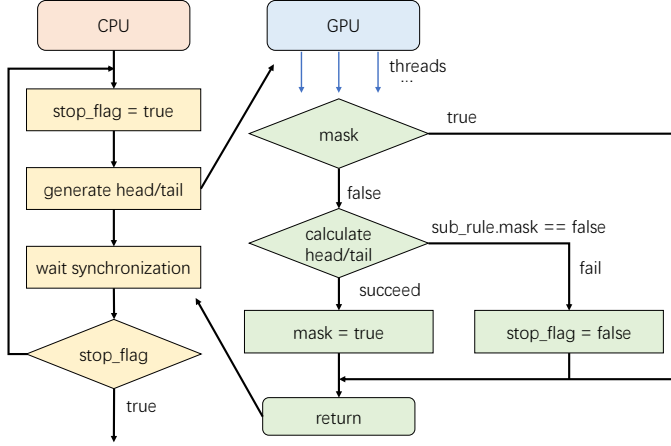 CPU
GPU
threads
...
stop_flag = true
mask
true
generate head/tail
false
calculate
head/tail
sub_rule.mask == false
wait synchronization
fail
succeed
mask = true
stop_flag = false
stop_flag
true
return